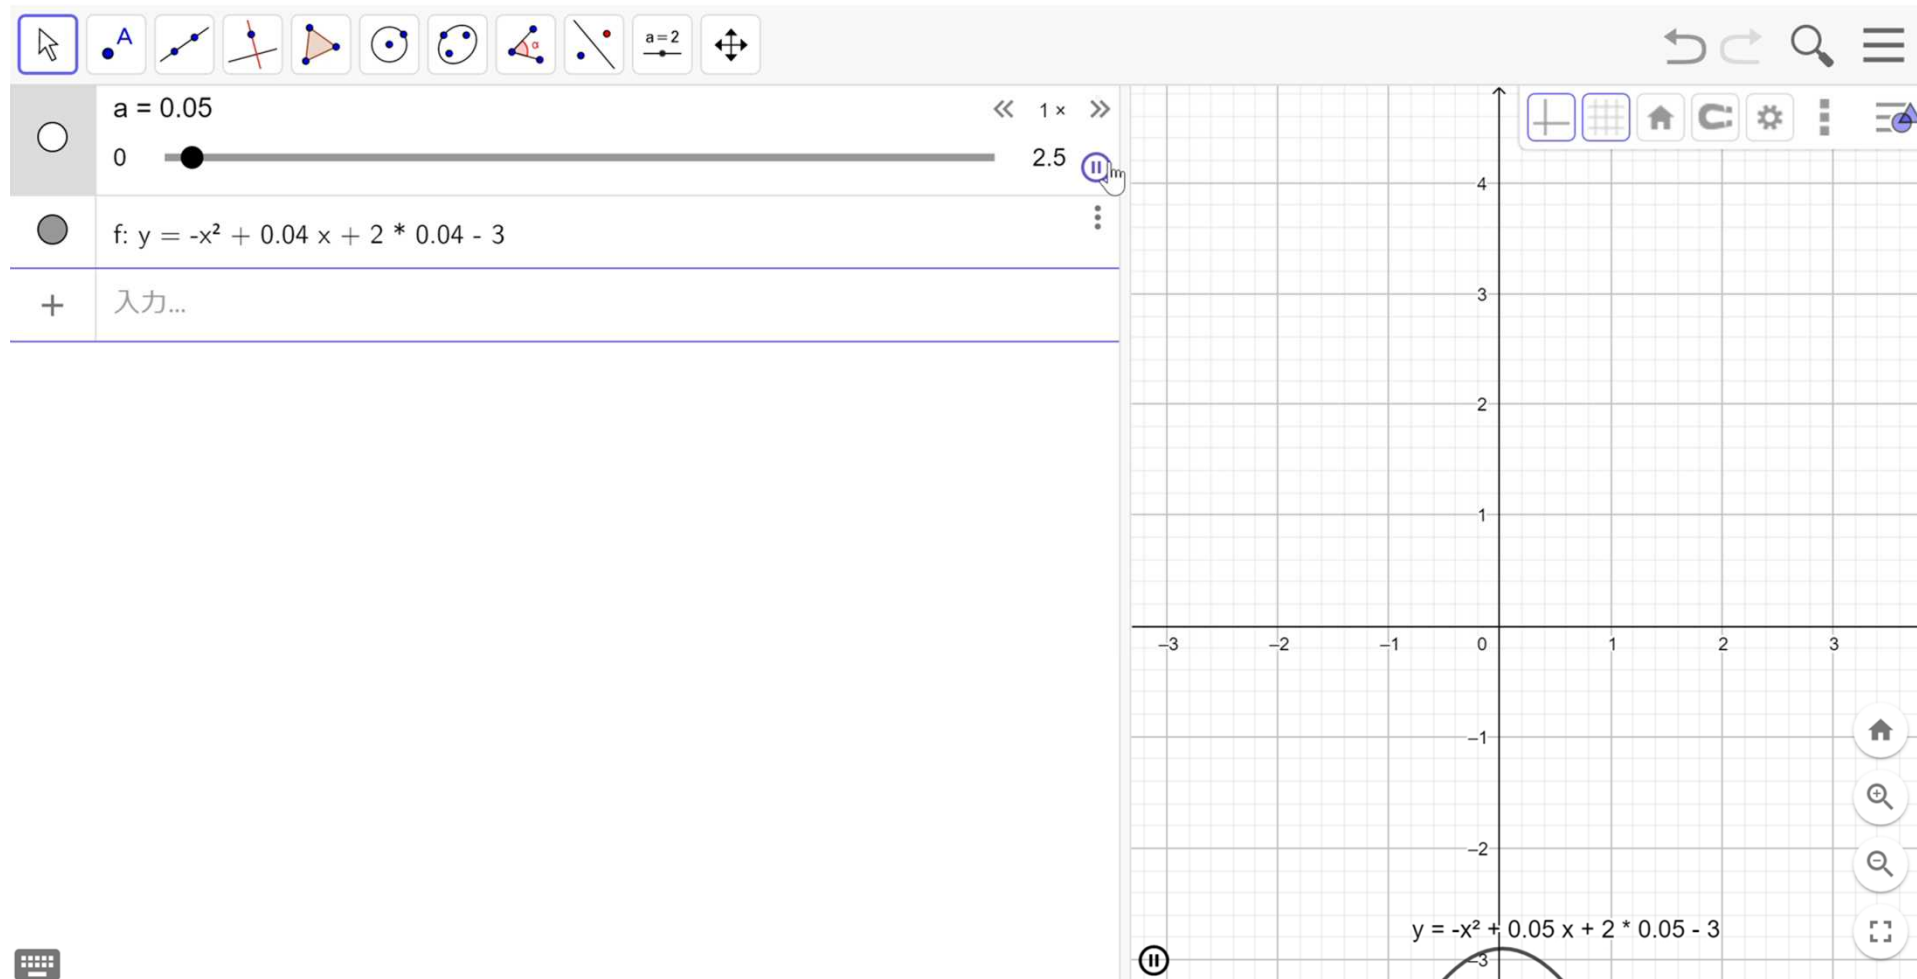 A
α
a=2
a = 0.05
1 ×
0
2.5
f: y = -x² + 0.04 x + 2 * 0.04 - 3
入力...
4
3
2
1
–3
–2
–1
0
1
2
3
–1
–2
y = -x² + 0.05 x + 2 * 0.05 - 3
–3